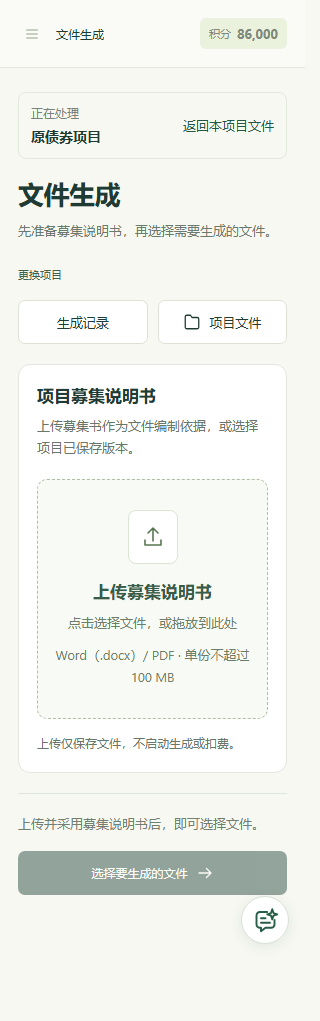 文件生成
积分 86,000
正在处理
原债券项目
返回本项目文件
文件生成
先准备募集说明书，再选择需要生成的文件。
更换项目
生成记录
项目文件
项目募集说明书
上传募集书作为文件编制依据，或选择
项目已保存版本。
上传募集说明书
点击选择文件，或拖放到此处
Word（.docx）/ PDF · 单份不超过
100 MB
上传仅保存文件，不启动生成或扣费。
上传并采用募集说明书后，即可选择文件。
选择要生成的文件